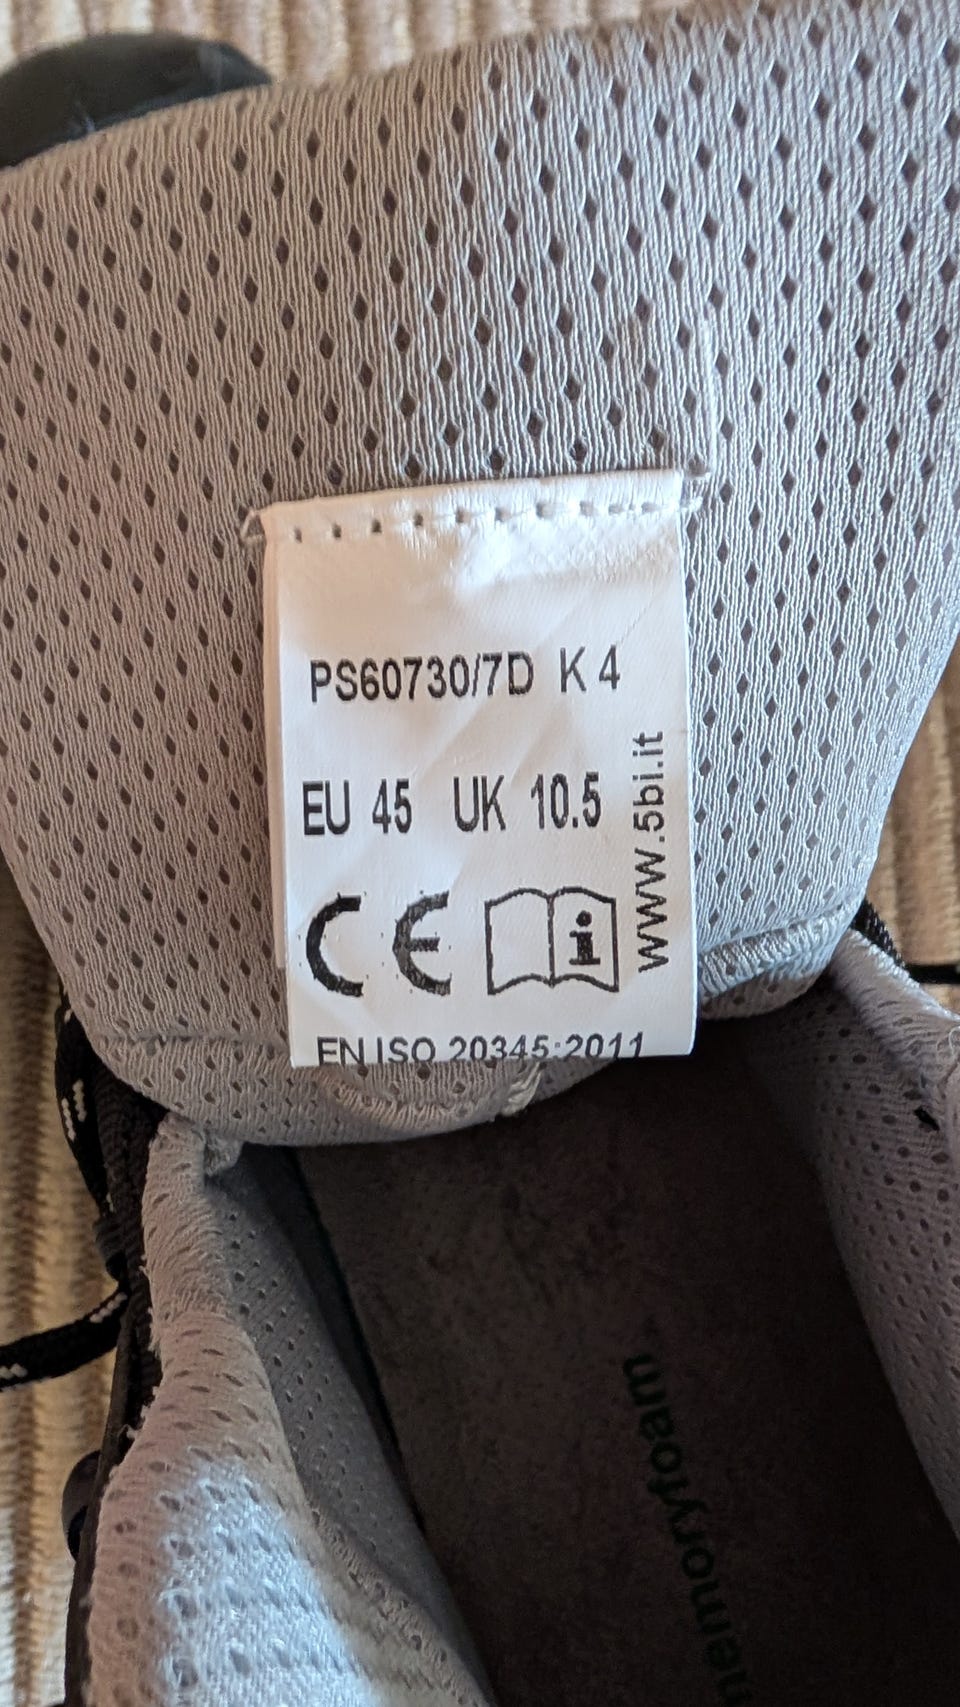 PS60730/7D K 4
EU 45 UK 10.5
www.5bi.it
CE
EN ISO 20345:2011
memoryfoam